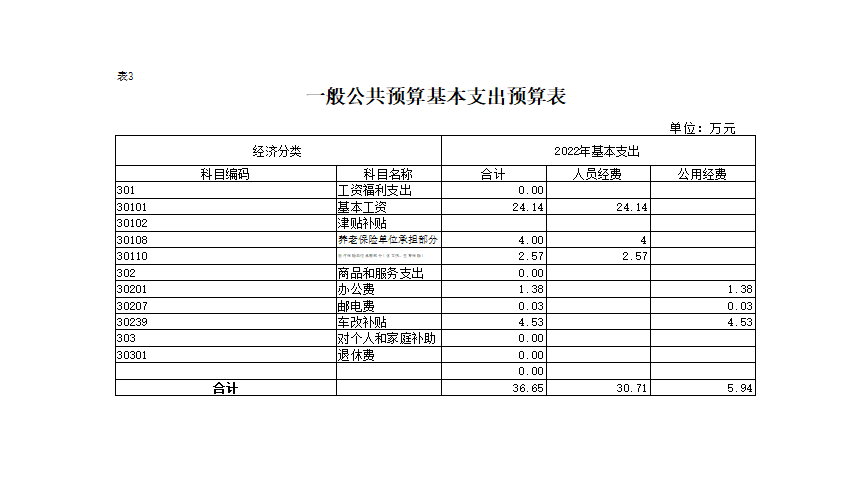 表3
一般公共预算基本支出预算表
单位：万元
经济分类 2022年基本支出
科目编码 科目名称 合计 人员经费 公用经费
301 工资福利支出 0.00
30101 基本工资 24.14 24.14
30102 津贴补贴
30108 养老保险单位承担部分 4.00 4
30110 2.57 2.57
302 商品和服务支出 0.00
30201 办公费 1.38 1.38
30207 邮电费 0.03 0.03
30239 车改补贴 4.53 4.53
303 对个人和家庭补助 0.00
30301 退休费 0.00
0.00
合计 36.65 30.71 5.94